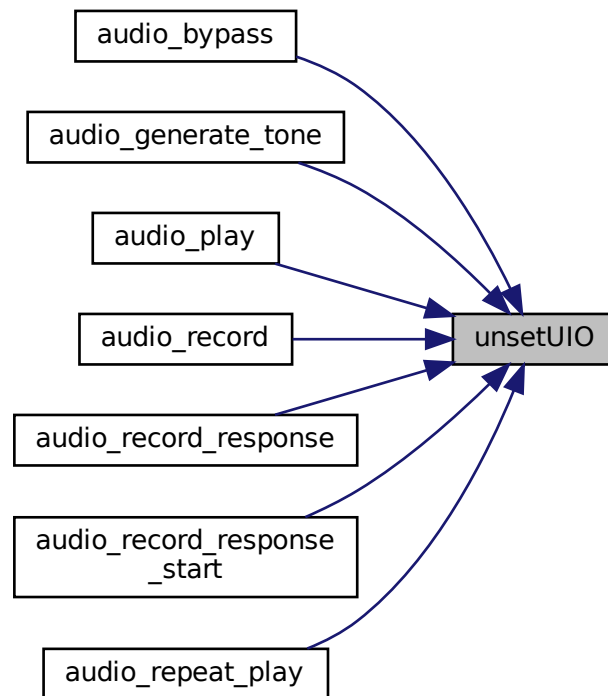 audio_bypass
audio_generate_tone
audio_play
audio_record
unsetUIO
audio_record_response
audio_record_response
_start
audio_repeat_play